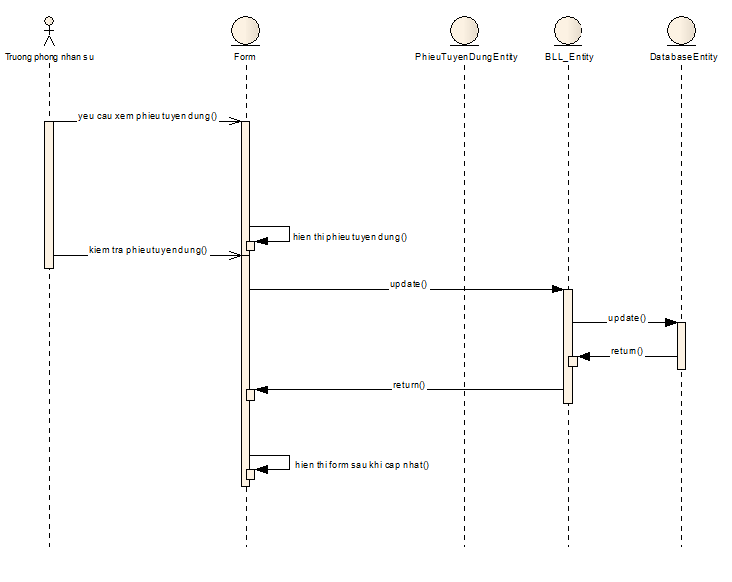 Truong phong nhan su
Form
PhieuTuyenDungEntity
BLL_Entity
DatabaseEntity
yeu cau xem phieu tuyen dung()
hien thi phieu tuyen dung()
kiem tra phieutuyendung()
update()
update()
return()
return()
hien thi form sau khi cap nhat()